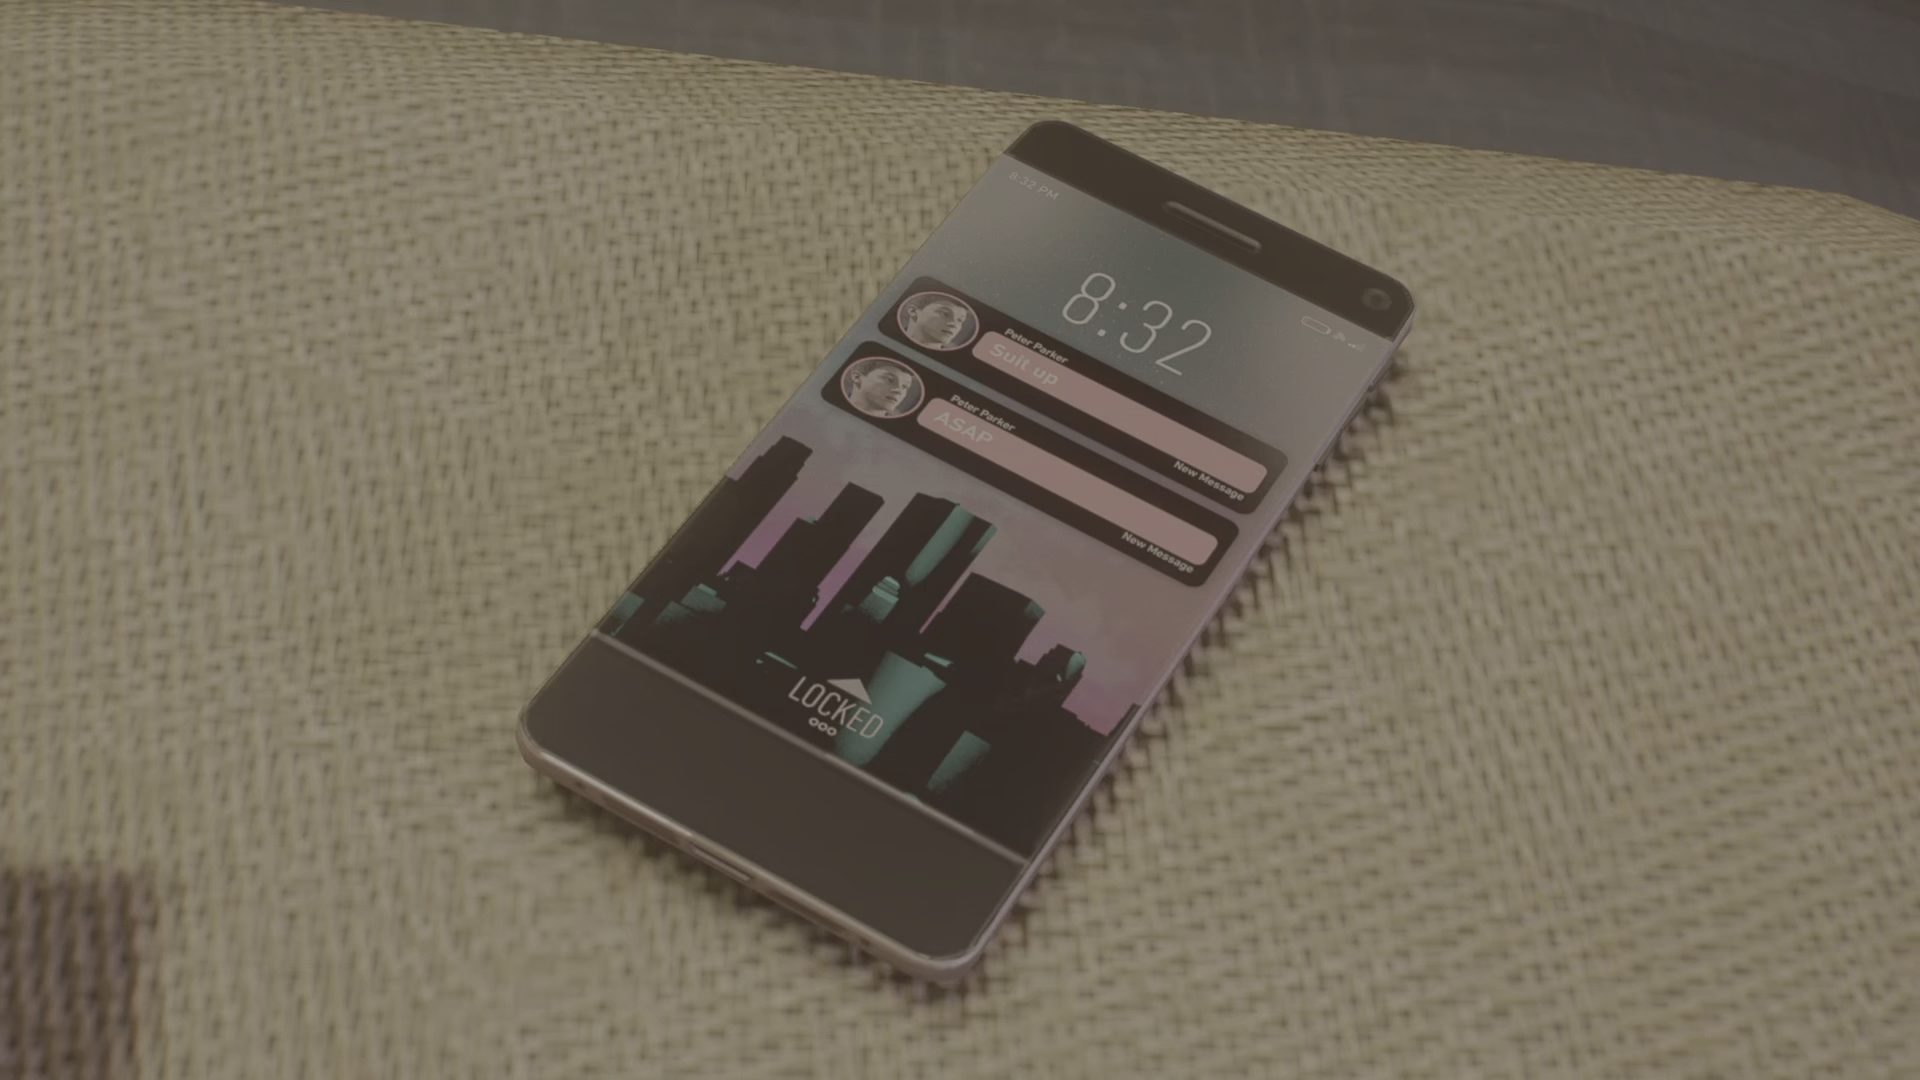 8:32 PM
8:32
Peter Parker
Suit up
New Message
Peter Parker
ASAP
New Message
LOCKED